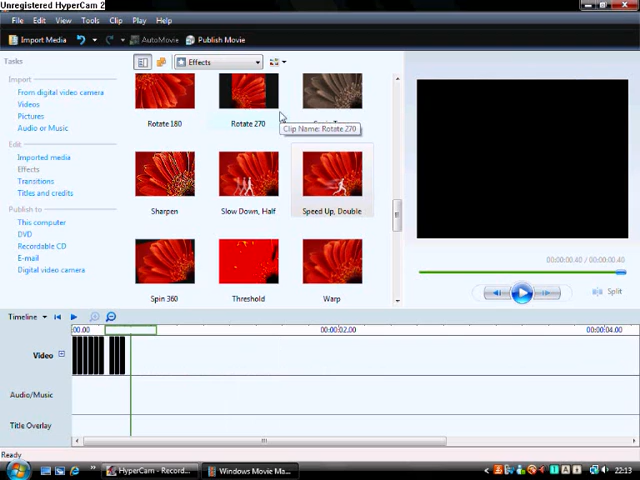 Unregistered HyperCam 2
File Edit View Tools Clip Play Help
Import Media AutoMovie Publish Movie
Tasks
Effects
Import
From digital video camera
Videos
Pictures
Audio or Music
Edit
Imported media
Effects
Transitions
Titles and credits
Publish to
This computer
DVD
Recordable CD
E-mail
Digital video camera
Rotate 180 Rotate 270
Clip Name: Rotate 270
Sharpen Slow Down, Half Speed Up, Double
Spin 360 Threshold Warp
00:00:00.40 / 00:00:00.40
Split
Timeline
00.00 00:00:02.00 00:00:04.00
Video
Audio/Music
Title Overlay
Ready
HyperCam - Record... Windows Movie Ma... 22:13